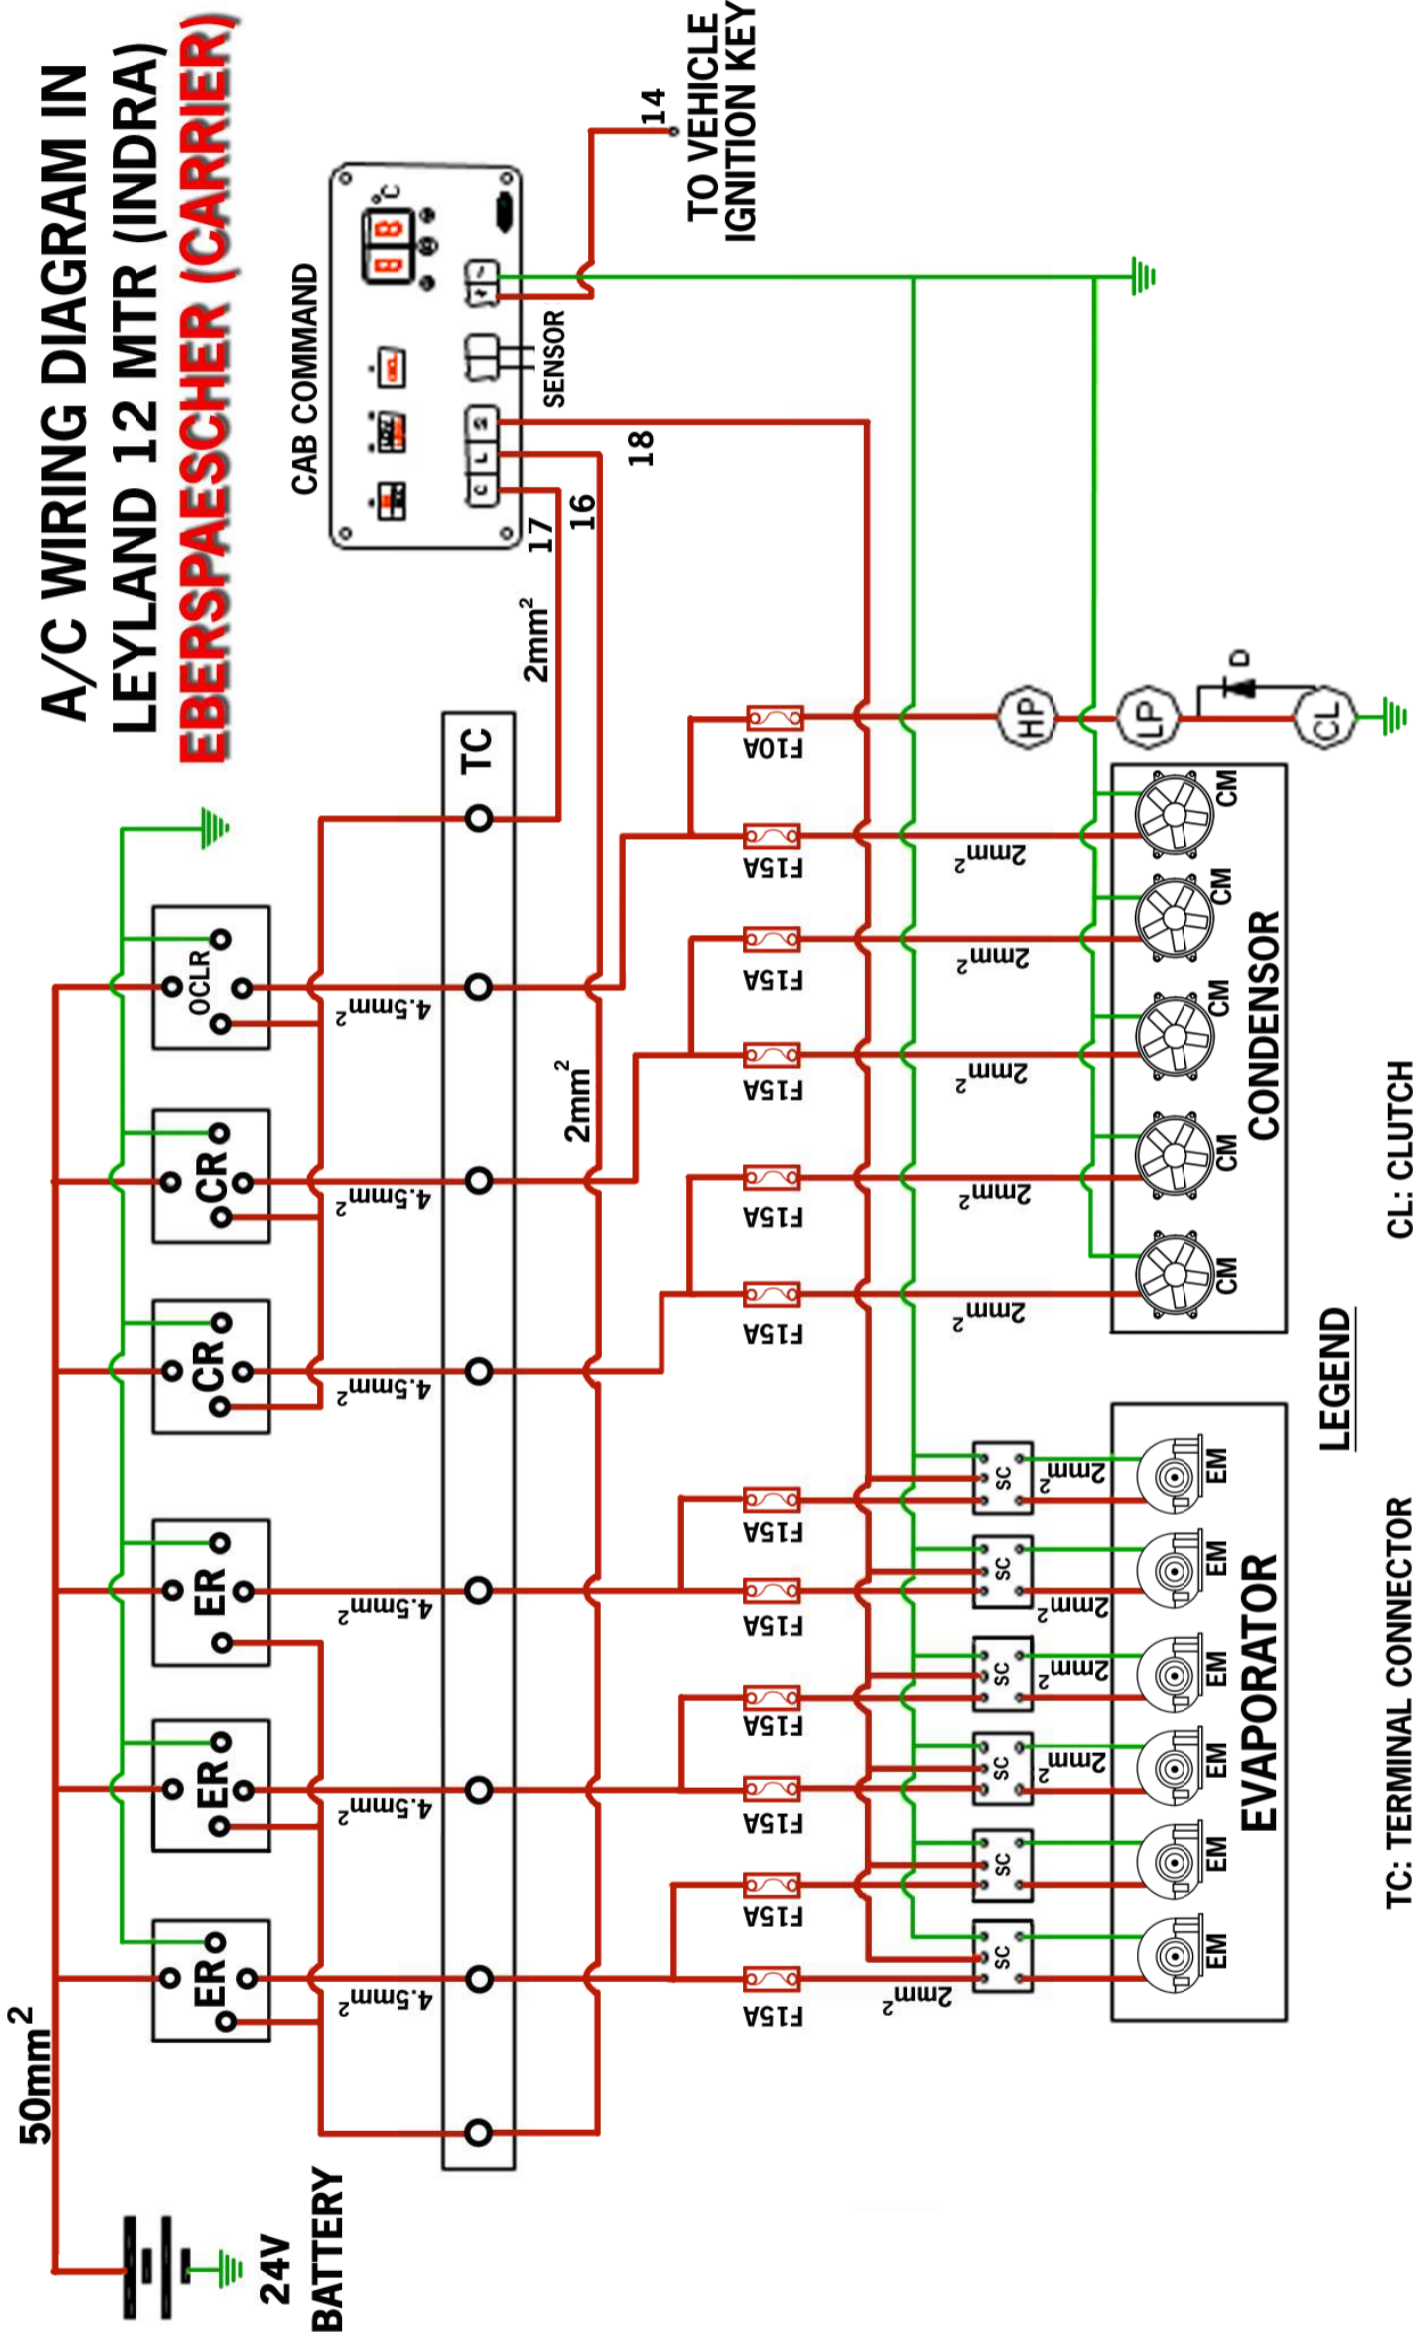 A/C WIRING DIAGRAM IN
LEYLAND 12 MTR (INDRA)
EBERSPAESCHER (CARRIER)
50mm²
24V
BATTERY
ER
ER
ER
CR
CR
OCLR
4.5mm²
4.5mm²
4.5mm²
4.5mm²
4.5mm²
4.5mm²
TC
CAB COMMAND
°C
C
L
S
+
-
SENSOR
17
16
18
14
TO VEHICLE
IGNITION KEY
2mm²
2mm²
F15A
F15A
F15A
F15A
F15A
F15A
F15A
F15A
F15A
F15A
F15A
F10A
2mm²
2mm²
2mm²
2mm²
2mm²
2mm²
SC
SC
SC
SC
SC
SC
2mm²
2mm²
2mm²
2mm²
HP
LP
CL
D
EM
EM
EM
EM
EM
EM
EVAPORATOR
CM
CM
CM
CM
CM
CONDENSOR
LEGEND
TC: TERMINAL CONNECTOR
CL: CLUTCH